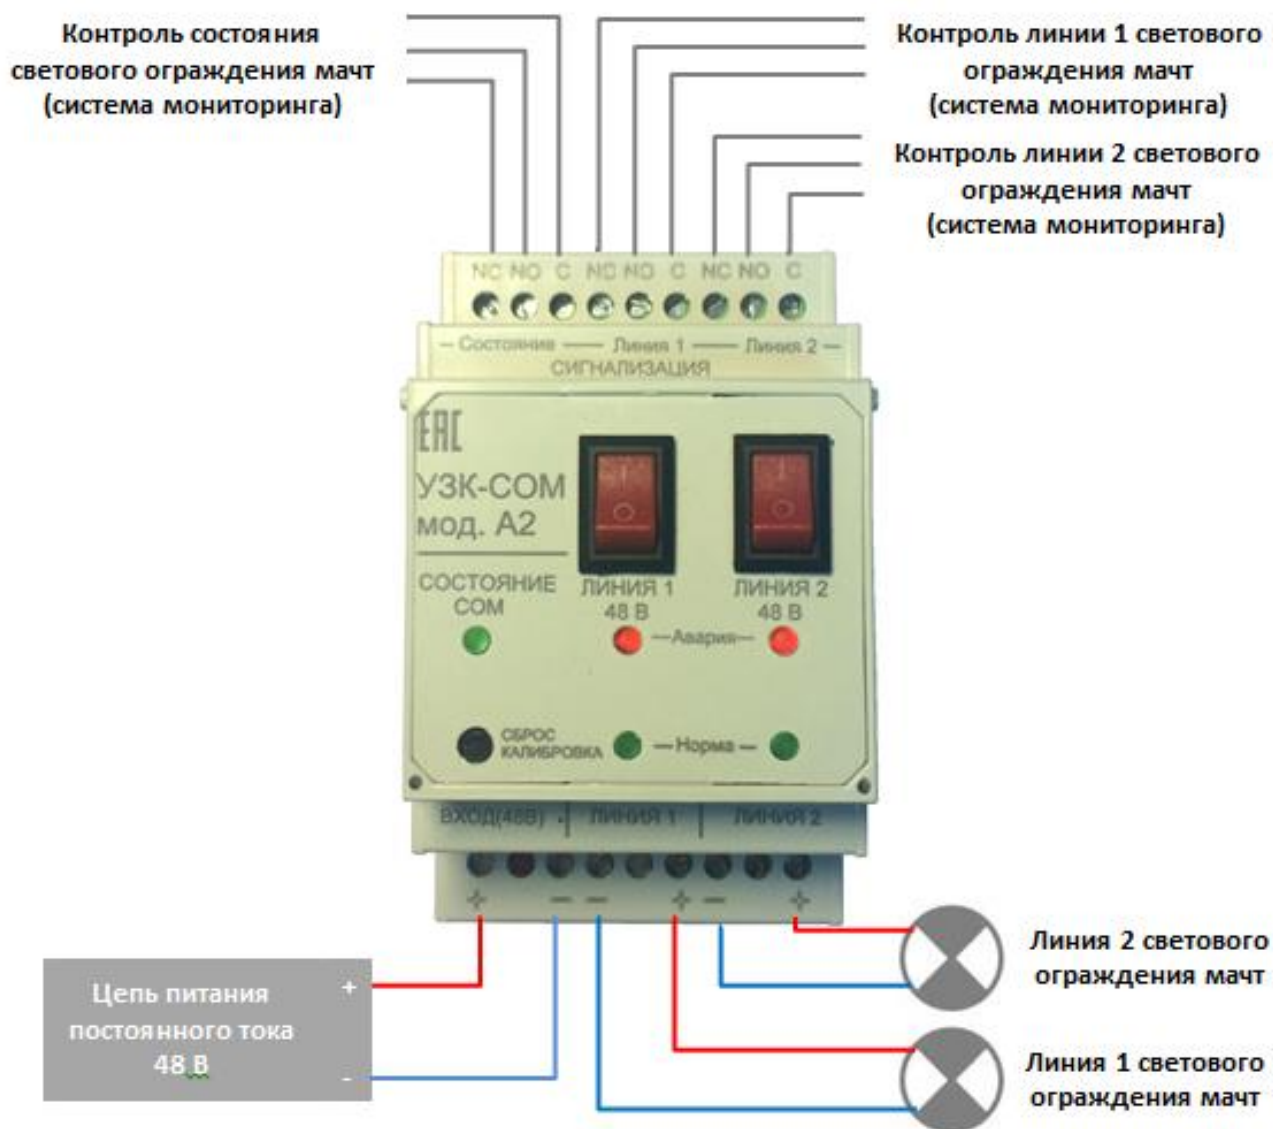 Контроль состояния
светового ограждения мачт
(система мониторинга)
Контроль линии 1 светового
ограждения мачт
(система мониторинга)
Контроль линии 2 светового
ограждения мачт
(система мониторинга)
NC NO C NC NO C NC NO C
Состояние Линия 1 Линия 2
СИГНАЛИЗАЦИЯ
EAC
УЗК-СОМ
мод. А2
СОСТОЯНИЕ
СОМ
ЛИНИЯ 1
48 В
ЛИНИЯ 2
48 В
Авария
СБРОС
КАЛИБРОВКА
Норма
ВХОД(48В) ЛИНИЯ 1 ЛИНИЯ 2
+ – – + – +
Цепь питания
постоянного тока
48 В
+
-
Линия 2 светового
ограждения мачт
Линия 1 светового
ограждения мачт